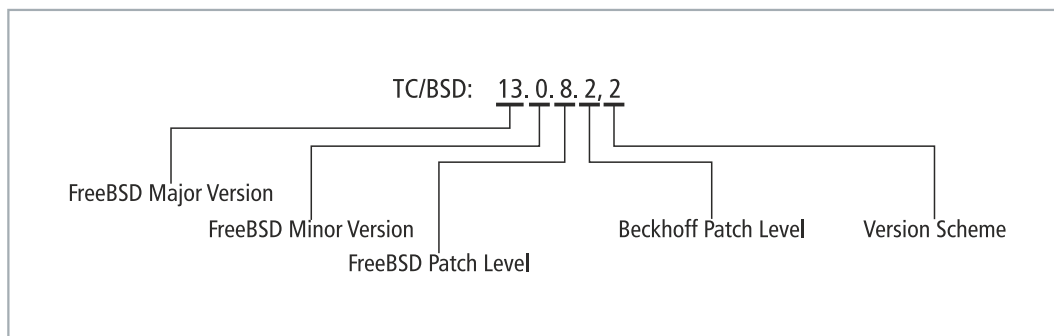 TC/BSD: 13.0.8.2,2
FreeBSD Major Version
FreeBSD Minor Version
Beckhoff Patch Level
Version Scheme
FreeBSD Patch Level